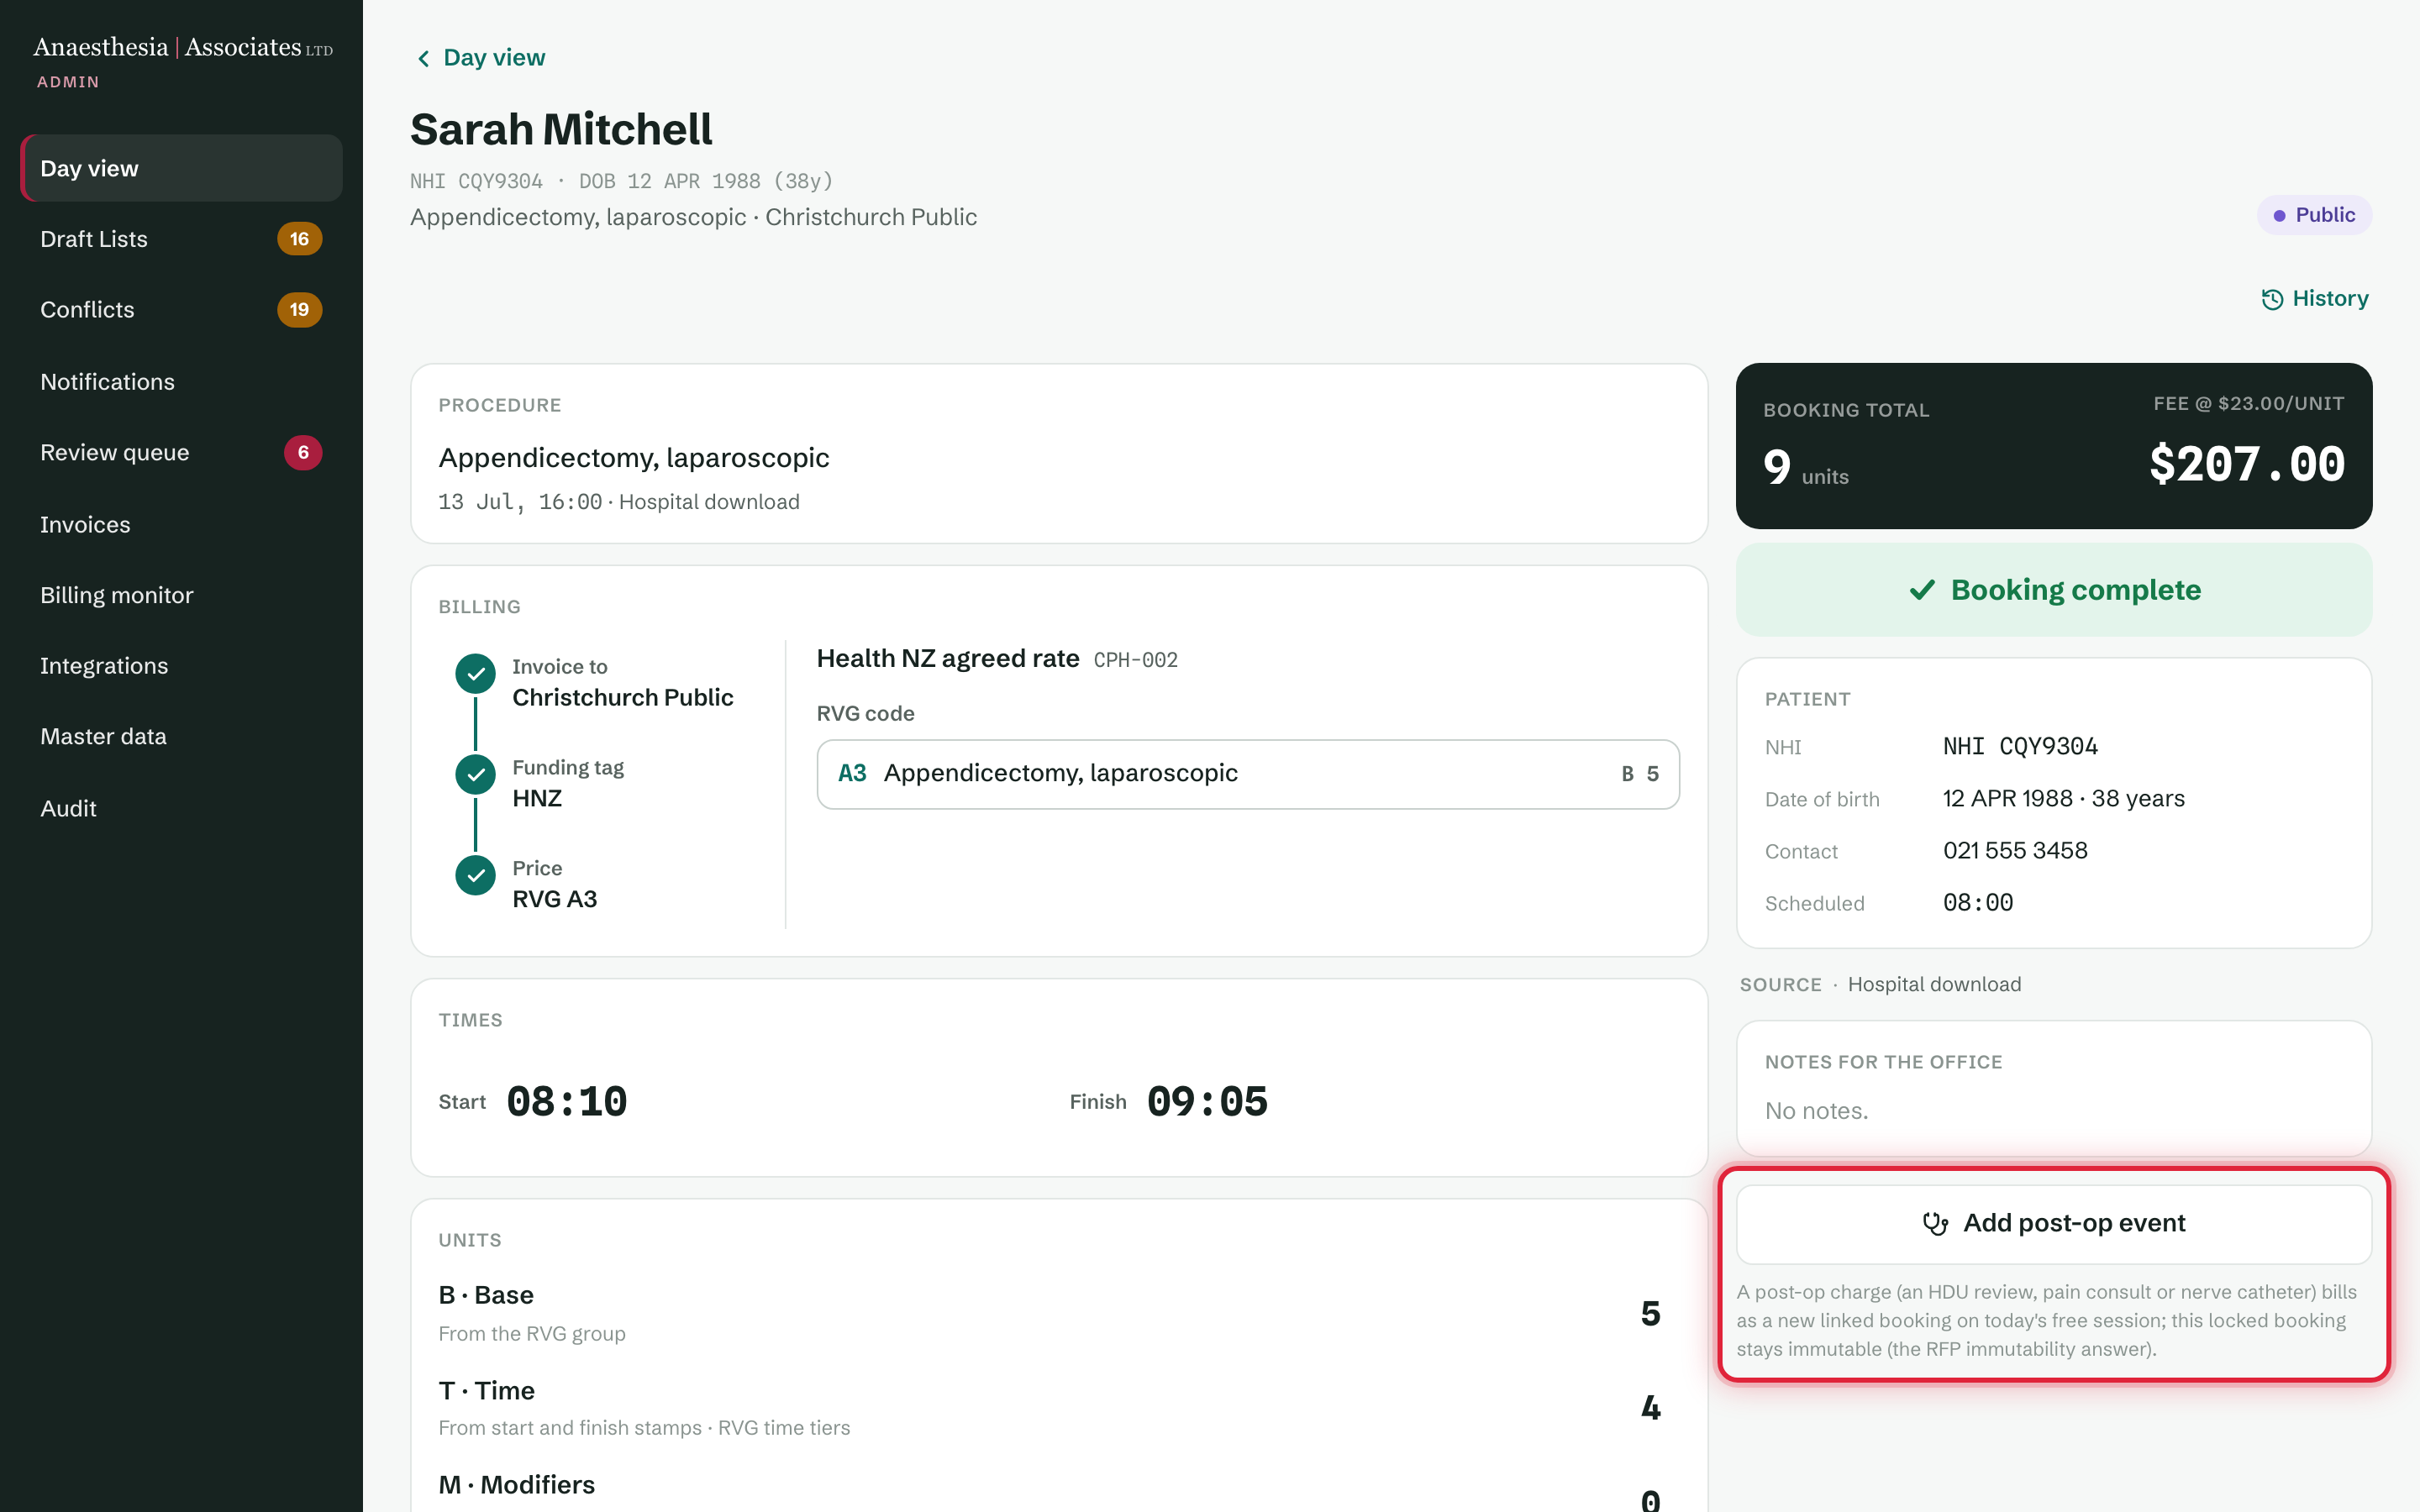 Anaesthesia | Associates LTD
ADMIN
Day view
Draft Lists 16
Conflicts 19
Notifications
Review queue 6
Invoices
Billing monitor
Integrations
Master data
Audit
Day view
Sarah Mitchell
NHI CQY9304 · DOB 12 APR 1988 (38y)
Appendicectomy, laparoscopic · Christchurch Public
Public
History
PROCEDURE
Appendicectomy, laparoscopic
13 Jul, 16:00 · Hospital download
BILLING
Invoice to
Christchurch Public
Funding tag
HNZ
Price
RVG A3
Health NZ agreed rate CPH-002
RVG code
A3 Appendicectomy, laparoscopic B 5
TIMES
Start 08:10 Finish 09:05
UNITS
B · Base
From the RVG group
5
T · Time
From start and finish stamps · RVG time tiers
4
M · Modifiers
0
BOOKING TOTAL
FEE @ $23.00/UNIT
9 units
$207.00
Booking complete
PATIENT
NHI NHI CQY9304
Date of birth 12 APR 1988 · 38 years
Contact 021 555 3458
Scheduled 08:00
SOURCE · Hospital download
NOTES FOR THE OFFICE
No notes.
Add post-op event
A post-op charge (an HDU review, pain consult or nerve catheter) bills
as a new linked booking on today's free session; this locked booking
stays immutable (the RFP immutability answer).